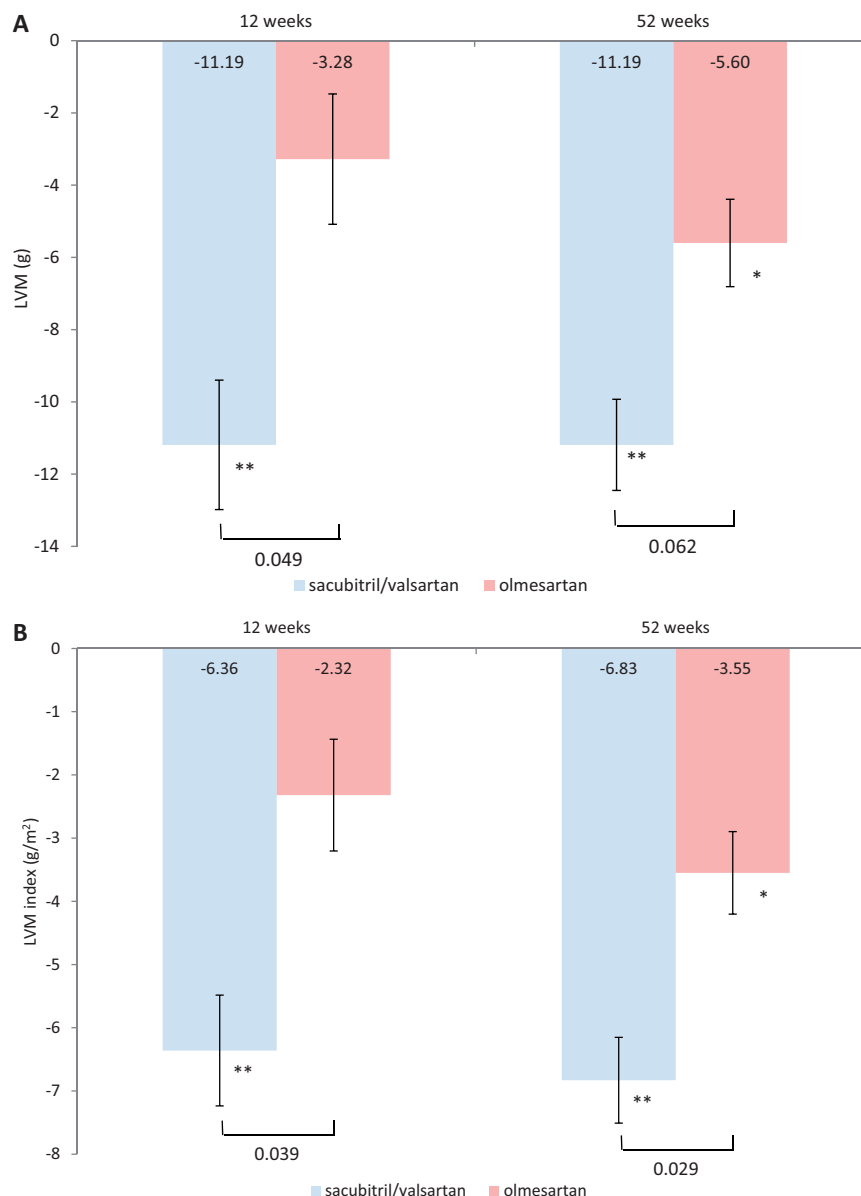 A
12 weeks
52 weeks
0
-2
-4
-6
-8
-10
-12
-14
LVM (g)
-11.19
-3.28
-11.19
-5.60
**
**
*
0.049
0.062
sacubitril/valsartan
olmesartan
B
12 weeks
52 weeks
0
-1
-2
-3
-4
-5
-6
-7
-8
LVM index (g/m²)
-6.36
-2.32
-6.83
-3.55
**
**
*
0.039
0.029
sacubitril/valsartan
olmesartan